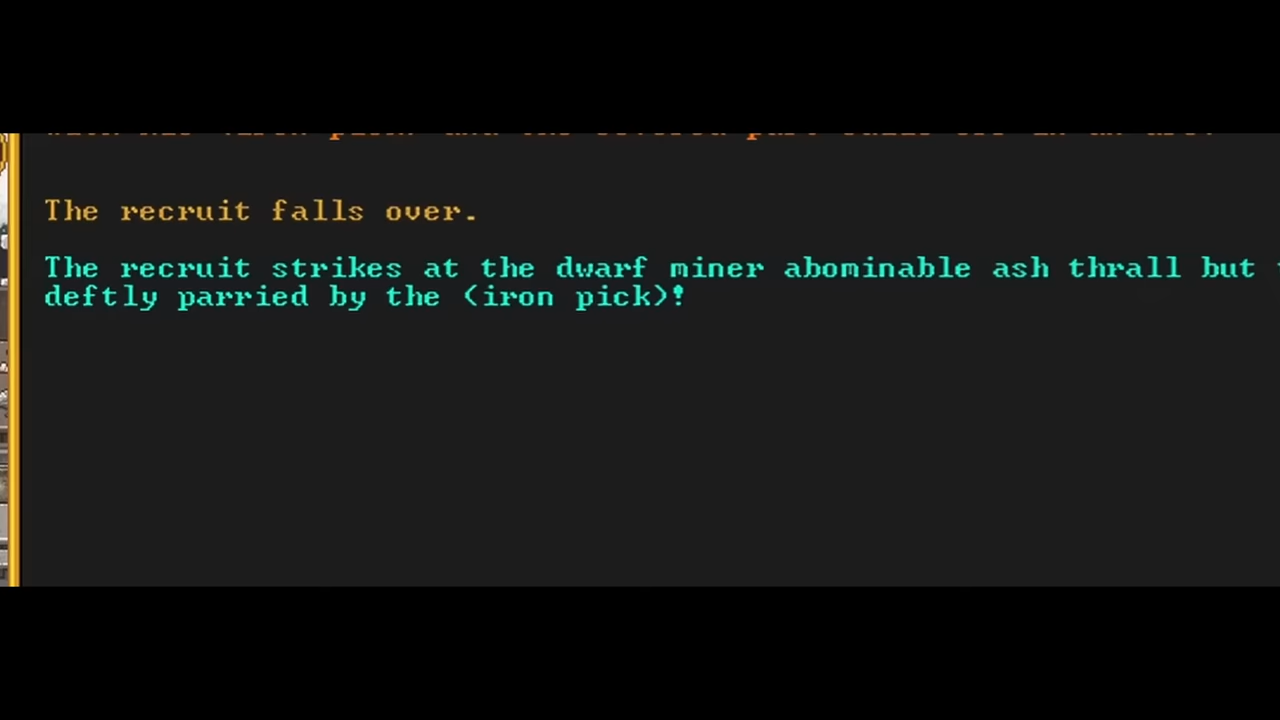 The recruit falls over.
The recruit strikes at the dwarf miner abominable ash thrall but
deftly parried by the (iron pick)!